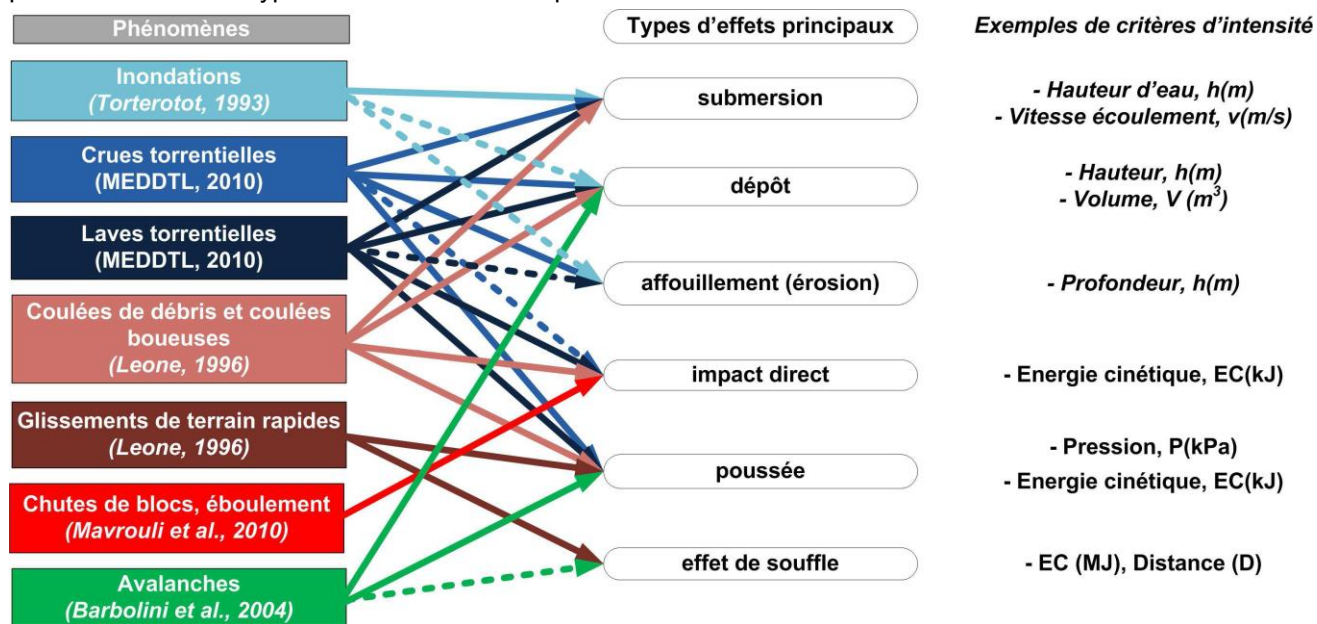 Phénomènes
Types d'effets principaux
Exemples de critères d'intensité
Inondations
(Torterotot, 1993)
submersion
- Hauteur d'eau, h(m)
- Vitesse écoulement, v(m/s)
Crues torrentielles
(MEDDTL, 2010)
dépôt
- Hauteur, h(m)
- Volume, V (m³)
Laves torrentielles
(MEDDTL, 2010)
affouillement (érosion)
- Profondeur, h(m)
Coulées de débris et coulées
boueuses
(Leone, 1996)
impact direct
- Energie cinétique, EC(kJ)
Glissements de terrain rapides
(Leone, 1996)
poussée
- Pression, P(kPa)
- Energie cinétique, EC(kJ)
Chutes de blocs, éboulement
(Mavrouli et al., 2010)
effet de souffle
- EC (MJ), Distance (D)
Avalanches
(Barbolini et al., 2004)